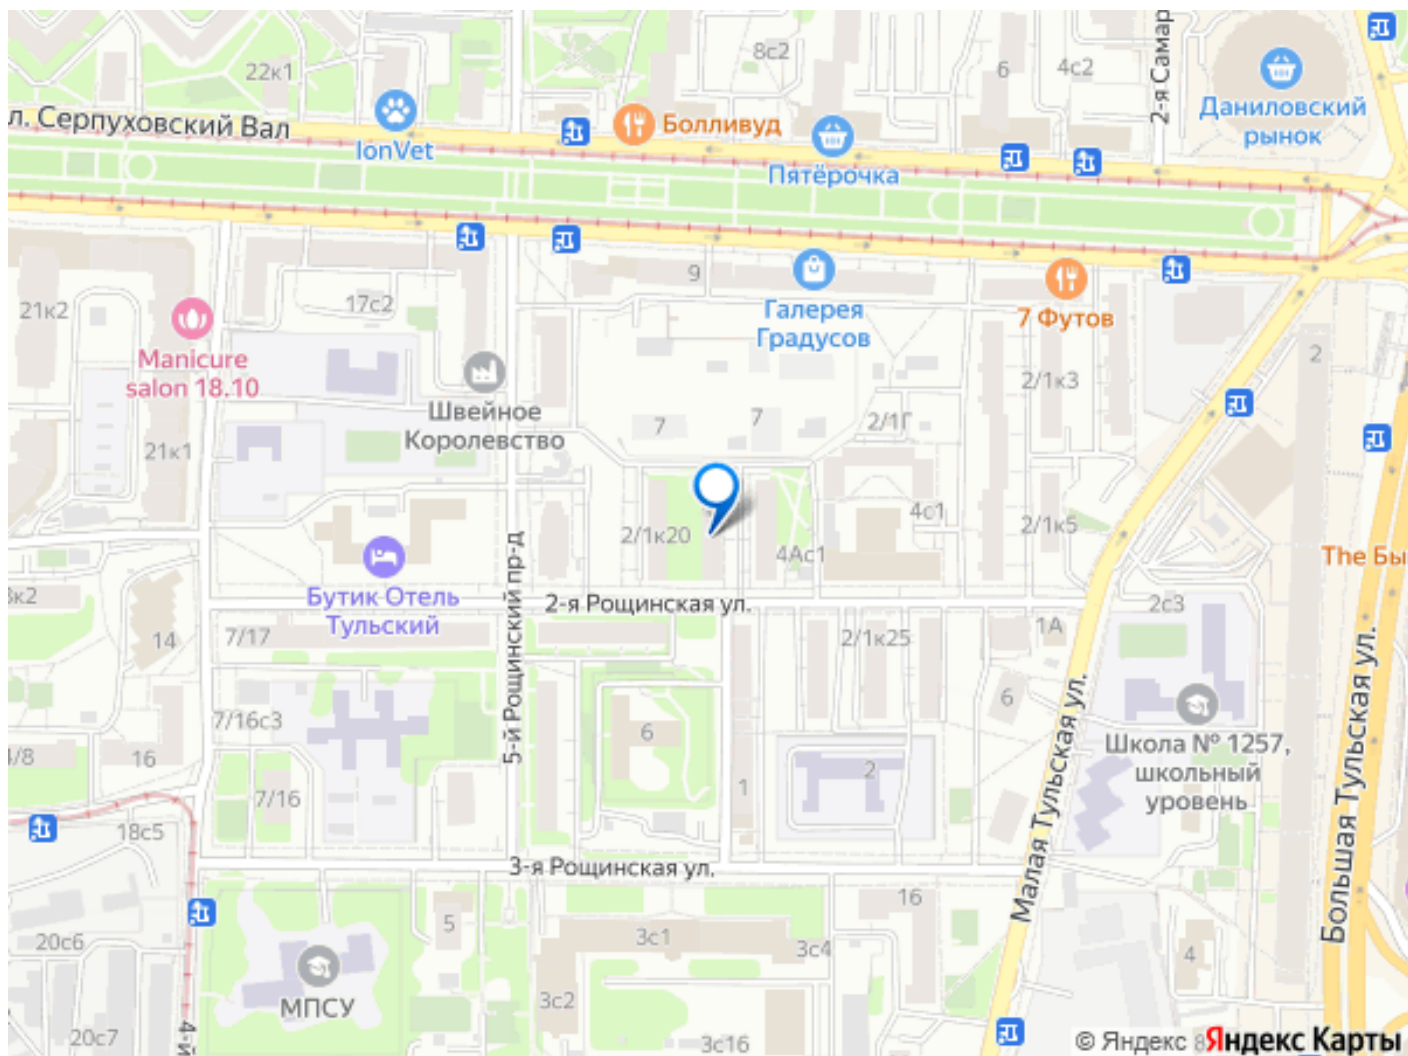 8с2
6
4с2
2-я Самар
22к1
Даниловский
рынок
л. Серпуховский Вал
Болливуд
IonVet
Пятёрочка
9
21к2
17с2
Галерея
Градусов
7 Футов
2
Manicure
salon 18.10
2/1к3
Швейное
Королевство
7
7
2/1Г
21к1
2/1к20
4с1
2/1к5
4Ас1
5-й Рощинский пр-д
The Бы
Бутик Отель
Тульский
2-я Рощинская ул.
8к2
14
7/17
2/1к25
1А
2с3
6
7/16с3
6
Малая Тульская ул.
Большая Тульская ул.
Школа № 1257,
школьный
уровень
4/8
16
7/16
1
2
18с5
3-я Рощинская ул.
16
5
20с6
3с1
3с4
4
МПСУ
3с2
20с7
4-й
3с16
© Яндекс 8
Яндекс Карты